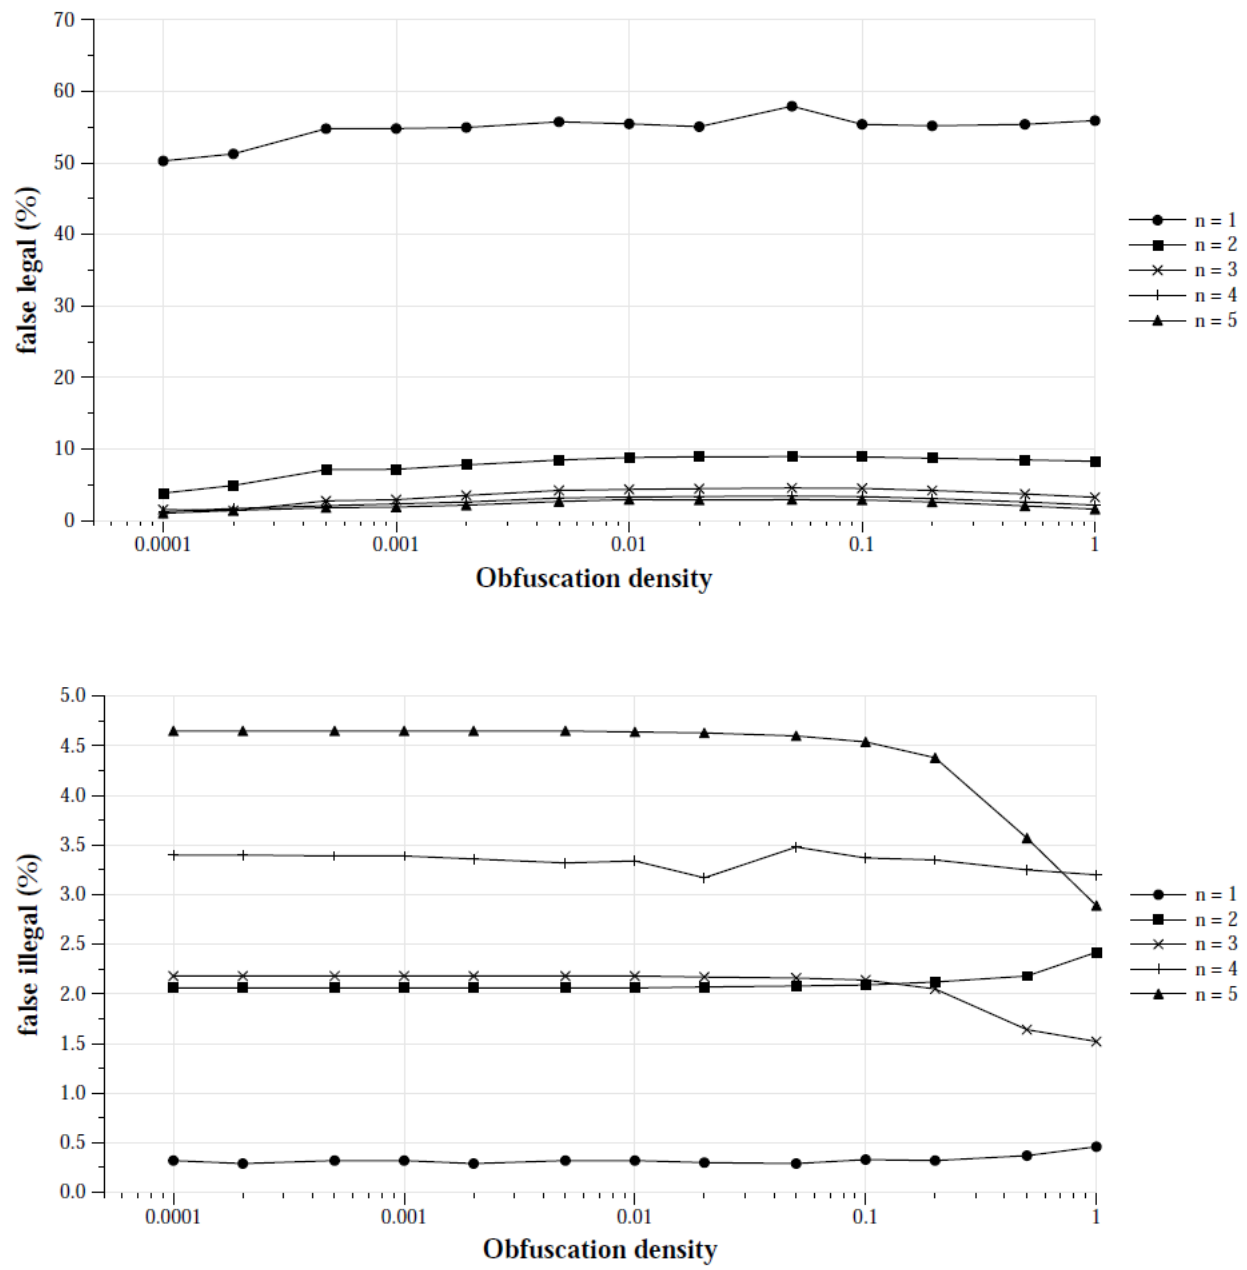 70
60
50
40
30
20
10
0
false legal (%)
0.0001 0.001 0.01 0.1 1
Obfuscation density
n = 1
n = 2
n = 3
n = 4
n = 5
5.0
4.5
4.0
3.5
3.0
2.5
2.0
1.5
1.0
0.5
0.0
false illegal (%)
0.0001 0.001 0.01 0.1 1
Obfuscation density
n = 1
n = 2
n = 3
n = 4
n = 5